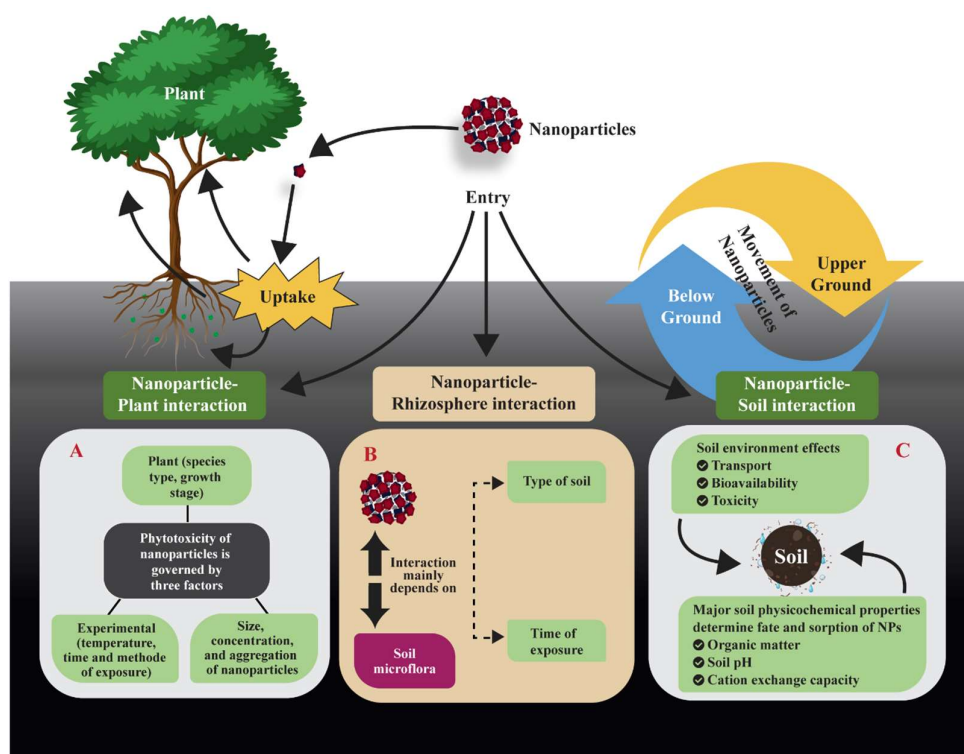 Plant
Nanoparticles
Entry
Uptake
Movement of
Nanoparticles
Upper
Ground
Below
Ground
Nanoparticle-
Plant interaction
Nanoparticle-
Rhizosphere interaction
Nanoparticle-
Soil interaction
A
Plant (species
type, growth
stage)
Phytotoxicity of
nanoparticles is
governed by
three factors
Experimental
(temperature,
time and methode
of exposure)
Size,
concentration,
and aggregation
of nanoparticles
B
Type of soil
Interaction
mainly
depends on
Soil
microflora
Time of
exposure
C
Soil environment effects
Transport
Bioavailability
Toxicity
Soil
Major soil physicochemical properties
determine fate and sorption of NPs
Organic matter
Soil pH
Cation exchange capacity